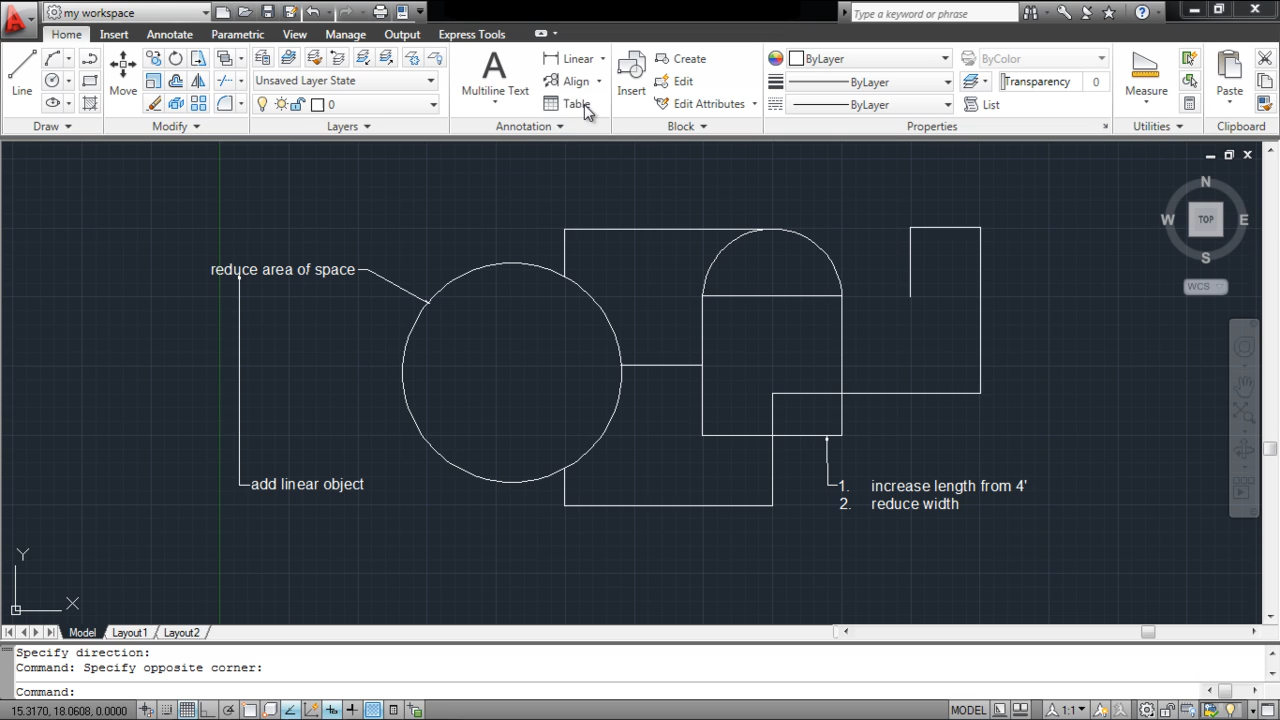 my workspace
Type a keyword or phrase
Home Insert Annotate Parametric View Manage Output Express Tools
Line
Move
Unsaved Layer State
0
Multiline Text
Linear
Align
Table
Insert
Create
Edit
Edit Attributes
ByLayer
ByLayer
ByLayer
ByColor
Transparency 0
List
Measure
Paste
Draw Modify Layers Annotation Block Properties Utilities Clipboard
N
W TOP E
S
WCS
reduce area of space
add linear object
1. increase length from 4'
2. reduce width
Y
X
Model Layout1 Layout2
Specify direction:
Command: Specify opposite corner:
Command:
15.3170, 18.0608, 0.0000
MODEL 1:1